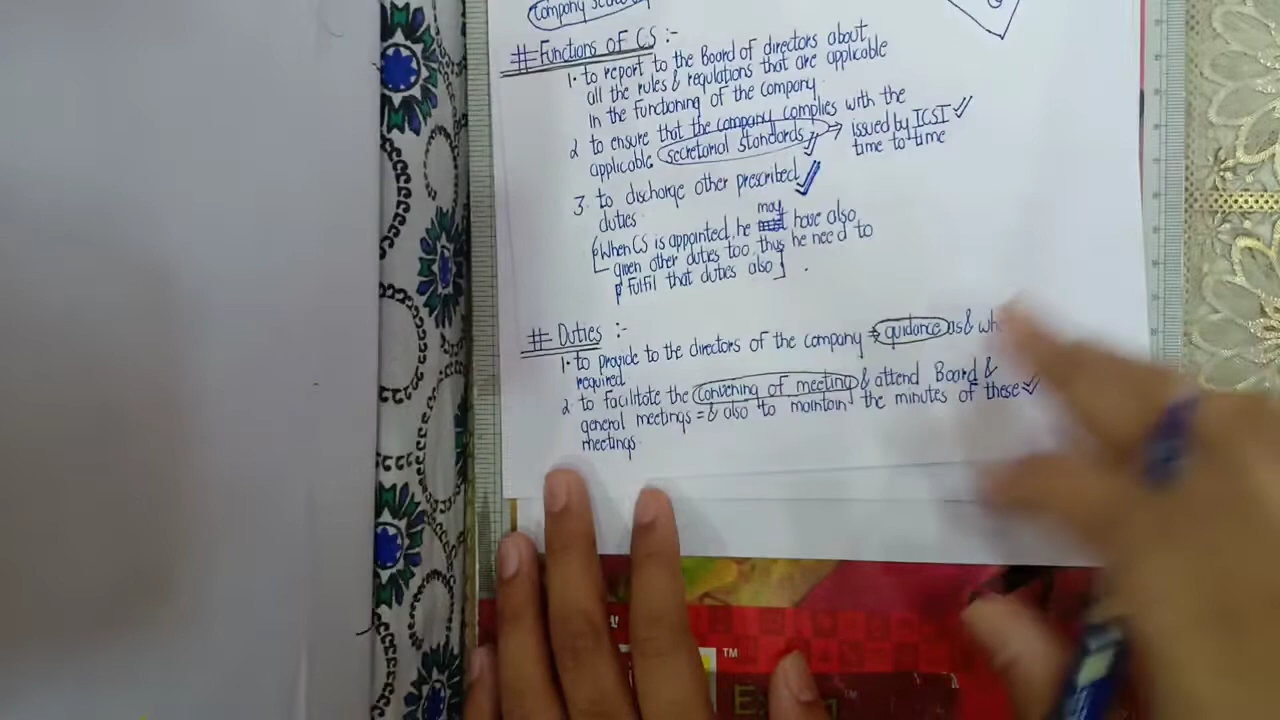 Company
# Functions of CS :-
1. to report to the Board of directors about
all the rules & regulations that are applicable
in the functioning of the company
2 to ensure that the company complies with the
applicable secretarial standards → issued by ICSI
time to time
3. to discharge other prescribed
duties
[When CS is appointed, he may have also
given other duties too thus he need to
fulfil that duties also]
# Duties :-
1. to provide to the directors of the company → guidance as &
required
2 to facilitate the convening of meeting & attend Board &
general meetings = & also to maintain the minutes of these
meetings
TM
TM